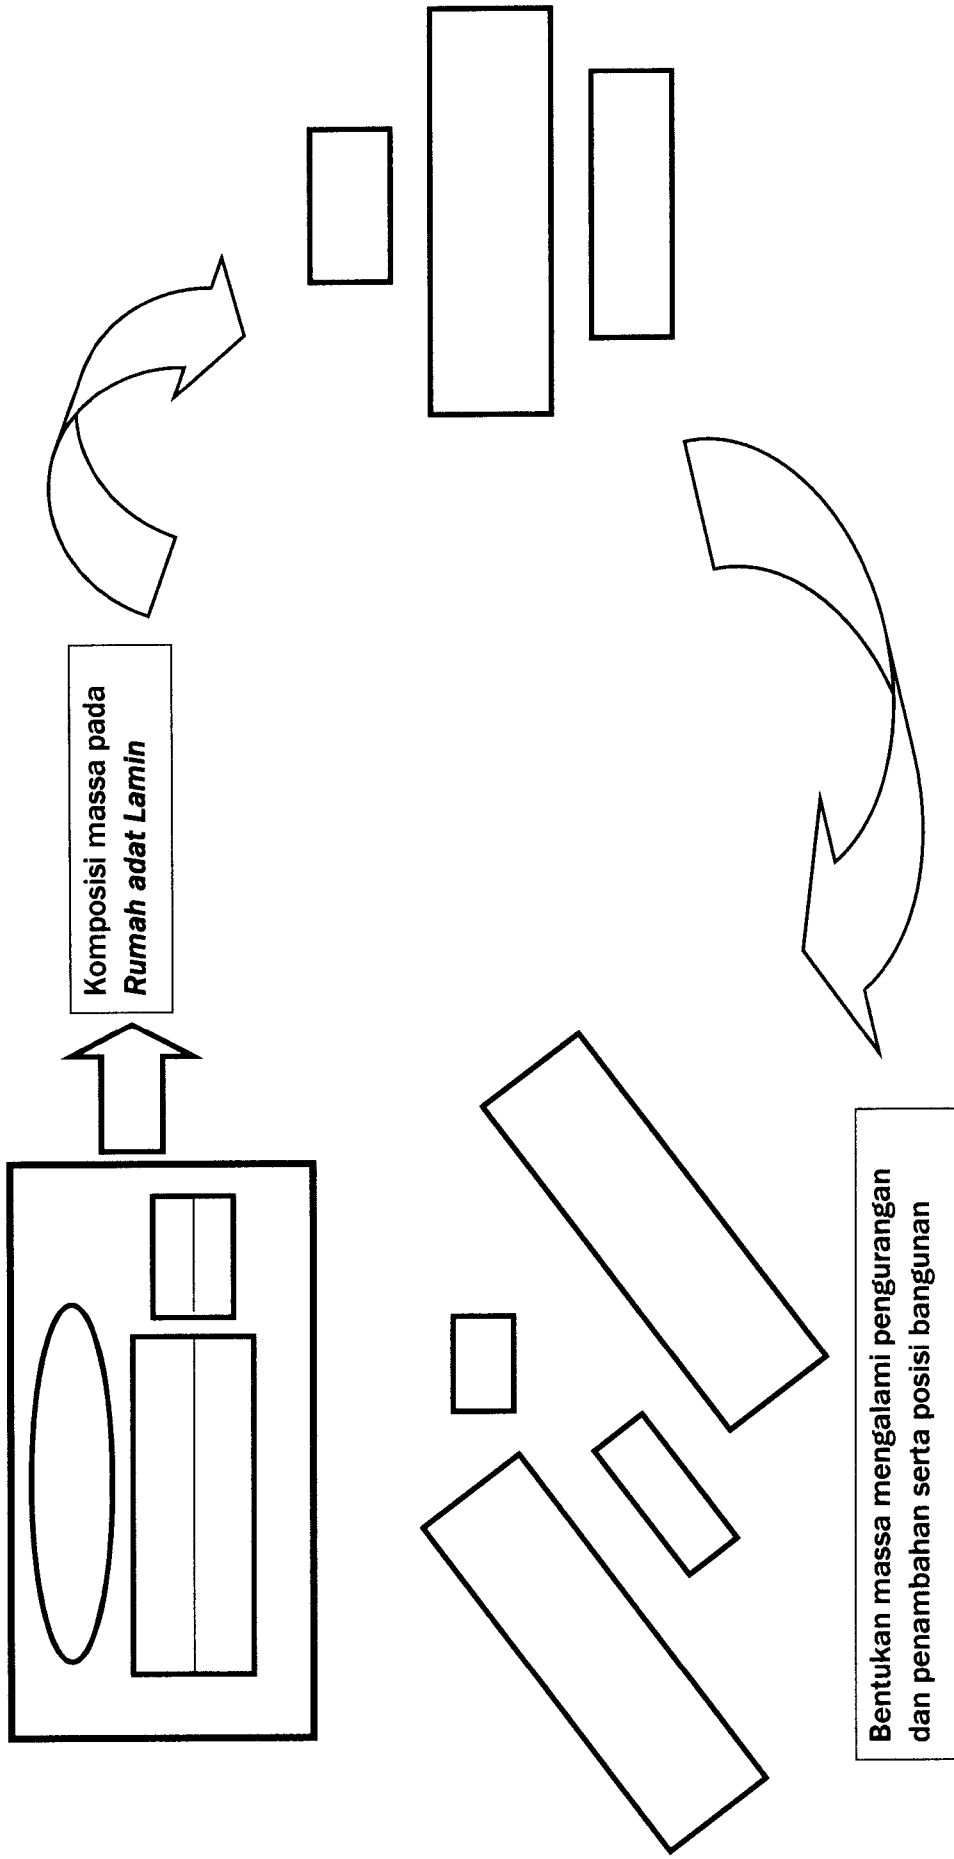 Komposisi massa pada
Rumah adat Lamin
Bentukan massa mengalami pengurangan
dan penambahan serta posisi bangunan